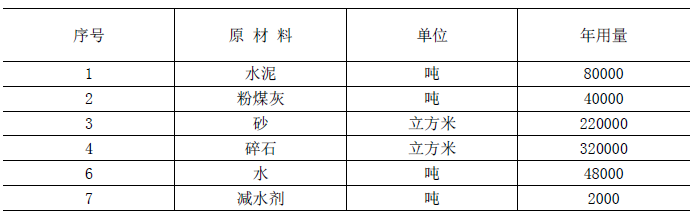 序号 原 材 料 单位 年用量
1 水泥 吨 80000
2 粉煤灰 吨 40000
3 砂 立方米 220000
4 碎石 立方米 320000
6 水 吨 48000
7 减水剂 吨 2000